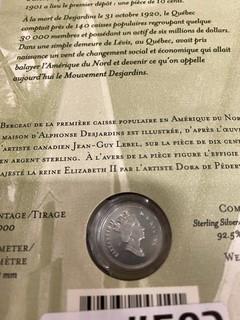 1901 a lieu le premier dépôt : une pièce de 10 ¢.
À la mort de Desjardins le 31 octobre 1920, le Québec
comptait près de 140 caisses populaires regroupant quelque
30 000 membres et possédant un actif de six millions de dollars.
Dans une simple demeure de Lévis, au Québec, avait pris
naissance un vent de changement social et économique qui allait
balayer l'Amérique du Nord et devenir ce qu'on appelle
aujourd'hui le Mouvement Desjardins.
Berceau de la première caisse populaire en Amérique du No
maison d'Alphonse Desjardins est illustrée, d'après l'œuv
'artiste canadien Jean-Guy Lebel, sur la pièce de dix cen
en argent sterling. À l'avers de la pièce figure l'effigie
majesté la reine Elizabeth II par l'artiste Dora de Péder
ntage/Tirage
000
meter/
mètre
mm
Com
Sterling Silver
92.5%
We